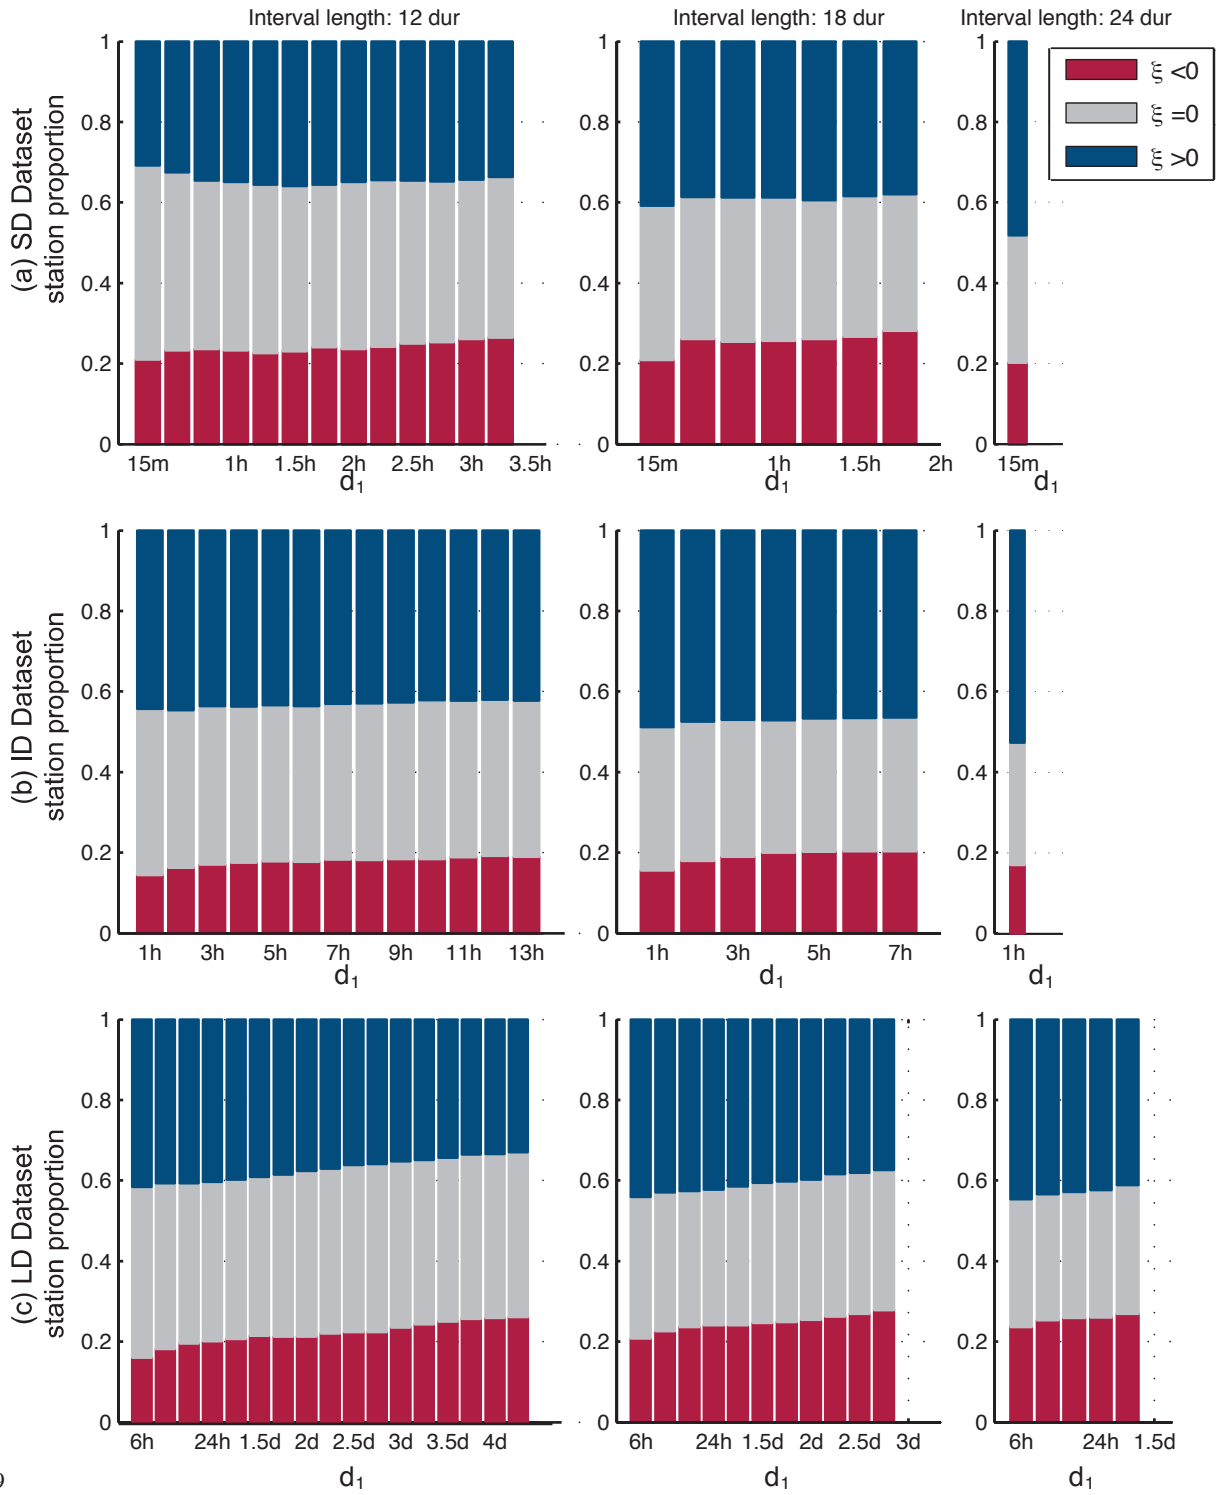 Interval length: 12 dur
Interval length: 18 dur
Interval length: 24 dur
ξ <0
ξ =0
ξ >0
(a) SD Dataset
station proportion
1
0.8
0.6
0.4
0.2
0
15m 1h 1.5h 2h 2.5h 3h 3.5h
d1
1
0.8
0.6
0.4
0.2
0
15m 1h 1.5h 2h
d1
1
0.8
0.6
0.4
0.2
0
15m
d1
(b) ID Dataset
station proportion
1
0.8
0.6
0.4
0.2
0
1h 3h 5h 7h 9h 11h 13h
d1
1
0.8
0.6
0.4
0.2
0
1h 3h 5h 7h
d1
1
0.8
0.6
0.4
0.2
0
1h
d1
(c) LD Dataset
station proportion
1
0.8
0.6
0.4
0.2
0
6h 24h 1.5d 2d 2.5d 3d 3.5d 4d
d1
1
0.8
0.6
0.4
0.2
0
6h 24h 1.5d 2d 2.5d 3d
d1
1
0.8
0.6
0.4
0.2
0
6h 24h 1.5d
d1